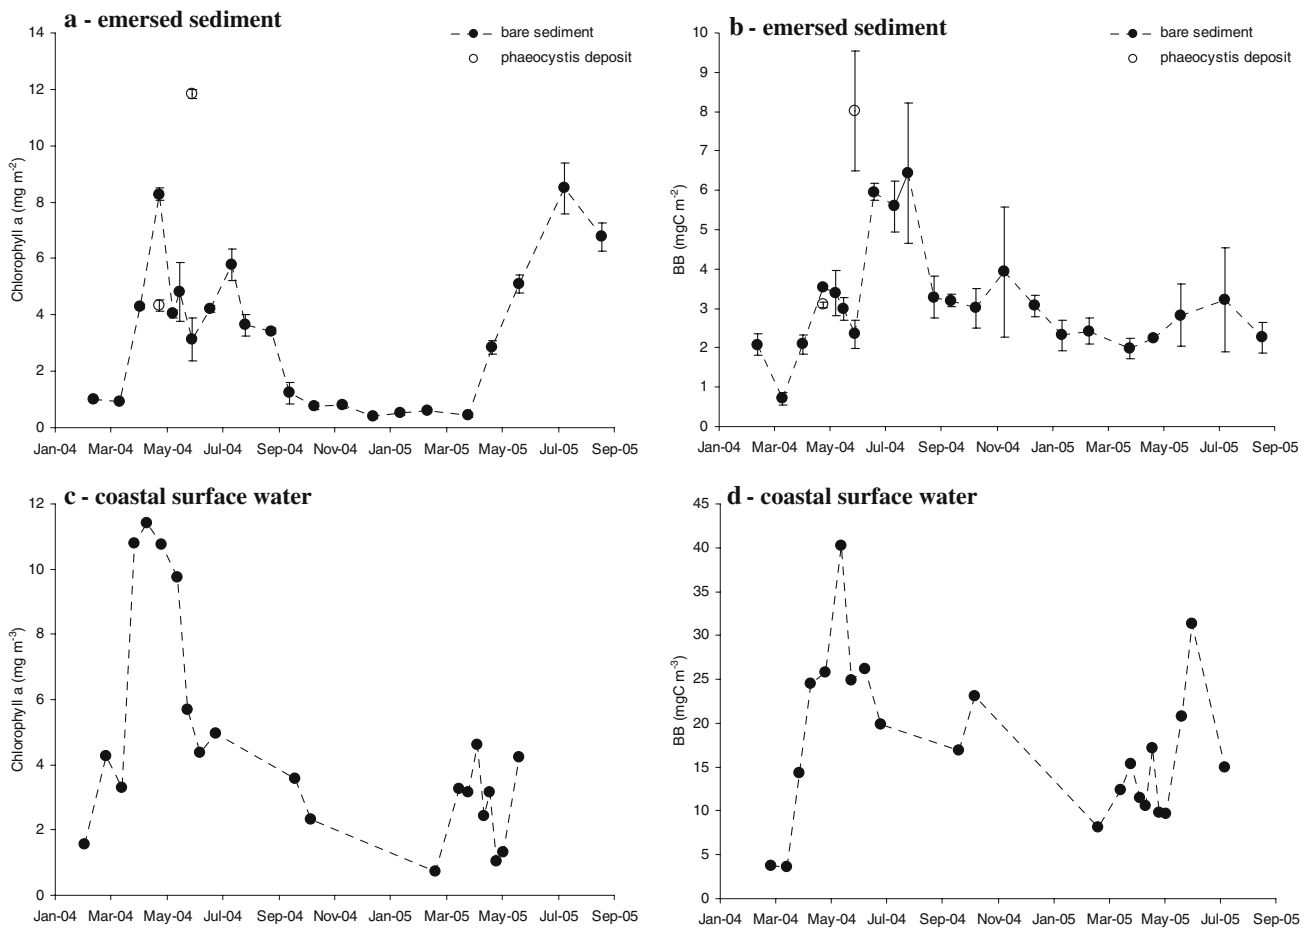 a - emersed sediment
bare sediment
phaeocystis deposit
Chlorophyll a (mg m-2)
14
12
10
8
6
4
2
0
Jan-04 Mar-04 May-04 Jul-04 Sep-04 Nov-04 Jan-05 Mar-05 May-05 Jul-05 Sep-05
b - emersed sediment
bare sediment
phaeocystis deposit
BB (mgC m-2)
10
9
8
7
6
5
4
3
2
1
0
Jan-04 Mar-04 May-04 Jul-04 Sep-04 Nov-04 Jan-05 Mar-05 May-05 Jul-05 Sep-05
c - coastal surface water
Chlorophyll a (mg m-3)
12
10
8
6
4
2
0
Jan-04 Mar-04 May-04 Jul-04 Sep-04 Nov-04 Jan-05 Mar-05 May-05 Jul-05 Sep-05
d - coastal surface water
BB (mgC m-3)
45
40
35
30
25
20
15
10
5
0
Jan-04 Mar-04 May-04 Jul-04 Sep-04 Nov-04 Jan-05 Mar-05 May-05 Jul-05 Sep-05